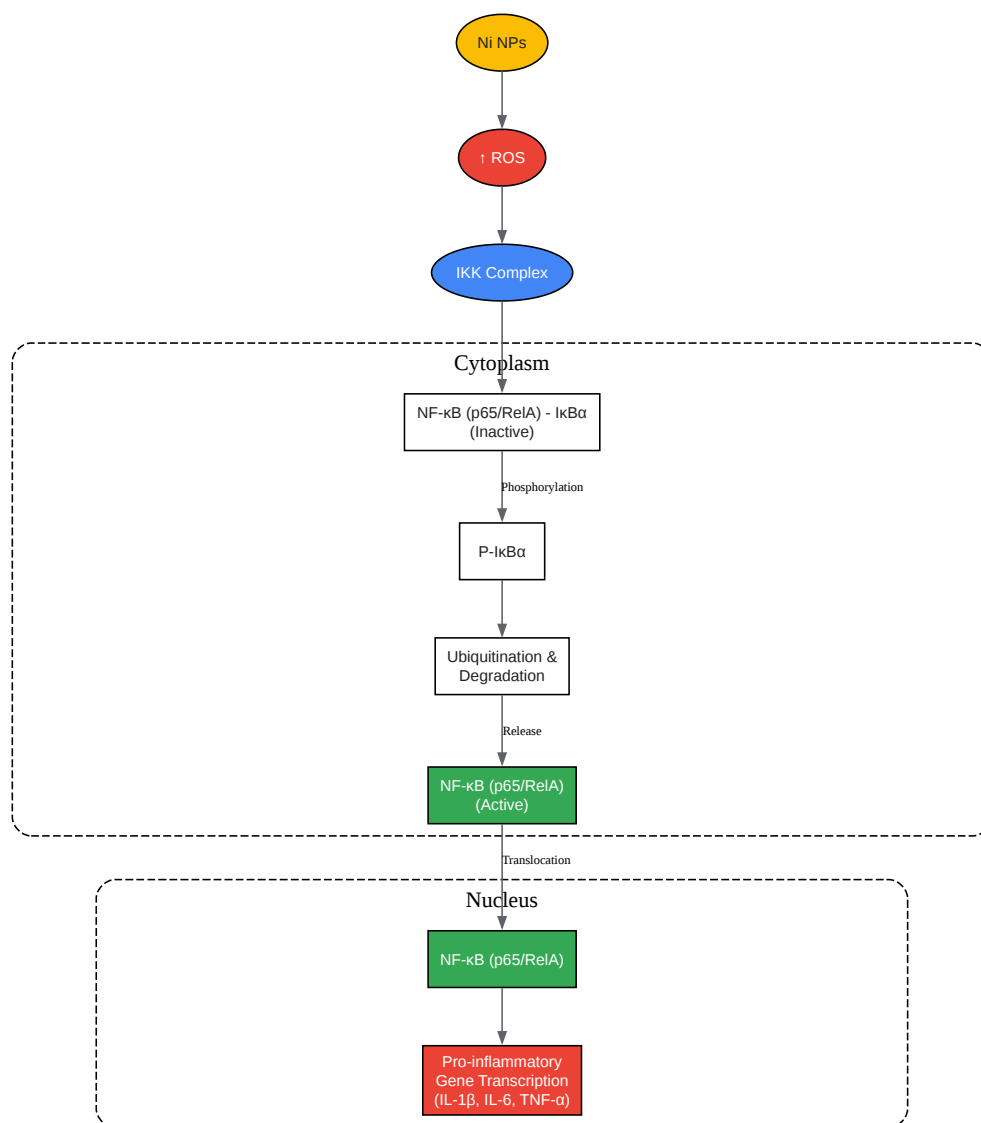 Ni NPs
↑ ROS
IKK Complex
Cytoplasm
NF-κB (p65/RelA) - IκBα
(Inactive)
Phosphorylation
P-IκBα
Ubiquitination &
Degradation
Release
NF-κB (p65/RelA)
(Active)
Translocation
Nucleus
NF-κB (p65/RelA)
Pro-inflammatory
Gene Transcription
(IL-1β, IL-6, TNF-α)